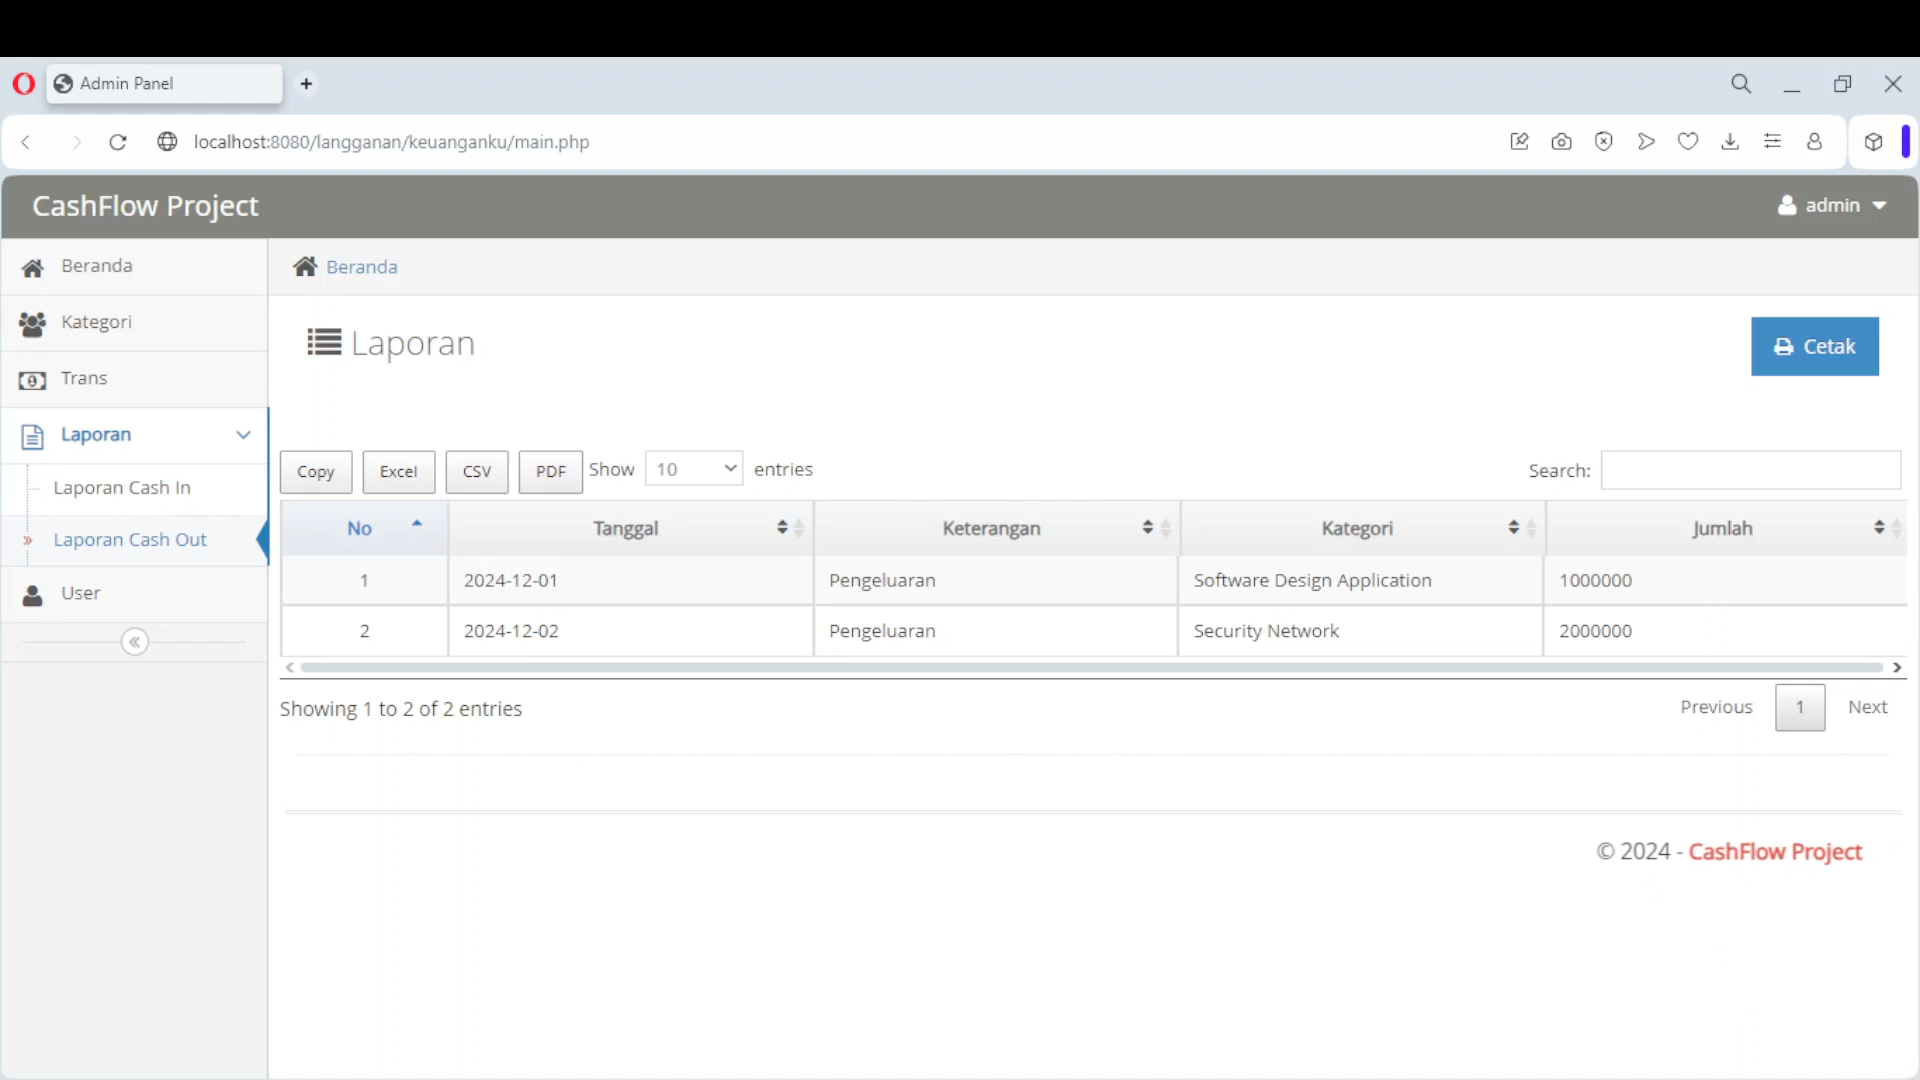 Admin Panel
localhost:8080/langganan/keuanganku/main.php
CashFlow Project
admin
Beranda
Kategori
Trans
Laporan
Laporan Cash In
Laporan Cash Out
User
Beranda
Laporan
Cetak
Copy Excel CSV PDF Show 10 entries Search:
No Tanggal Keterangan Kategori Jumlah
1 2024-12-01 Pengeluaran Software Design Application 1000000
2 2024-12-02 Pengeluaran Security Network 2000000
Showing 1 to 2 of 2 entries
Previous 1 Next
© 2024 - CashFlow Project